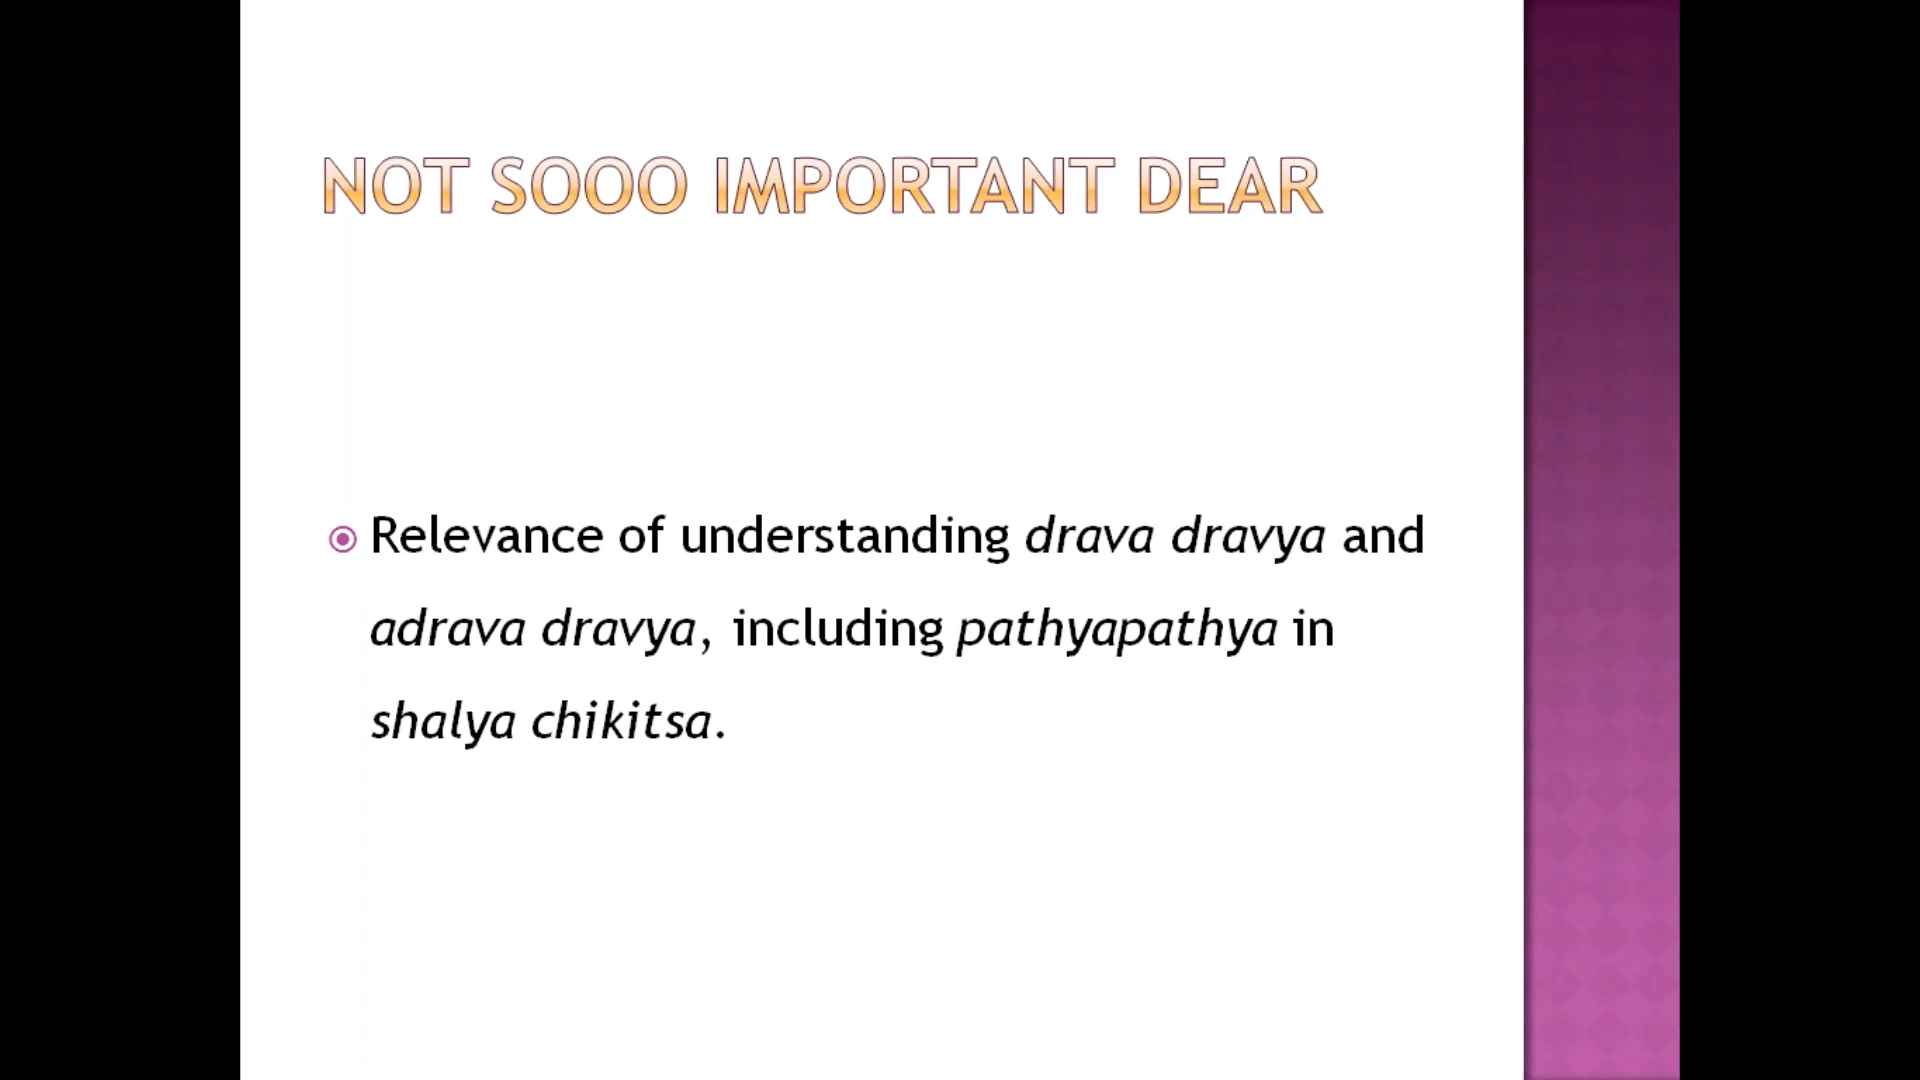 NOT SOOO IMPORTANT DEAR
Relevance of understanding drava dravya and
adrava dravya, including pathyapathya in
shalya chikitsa.